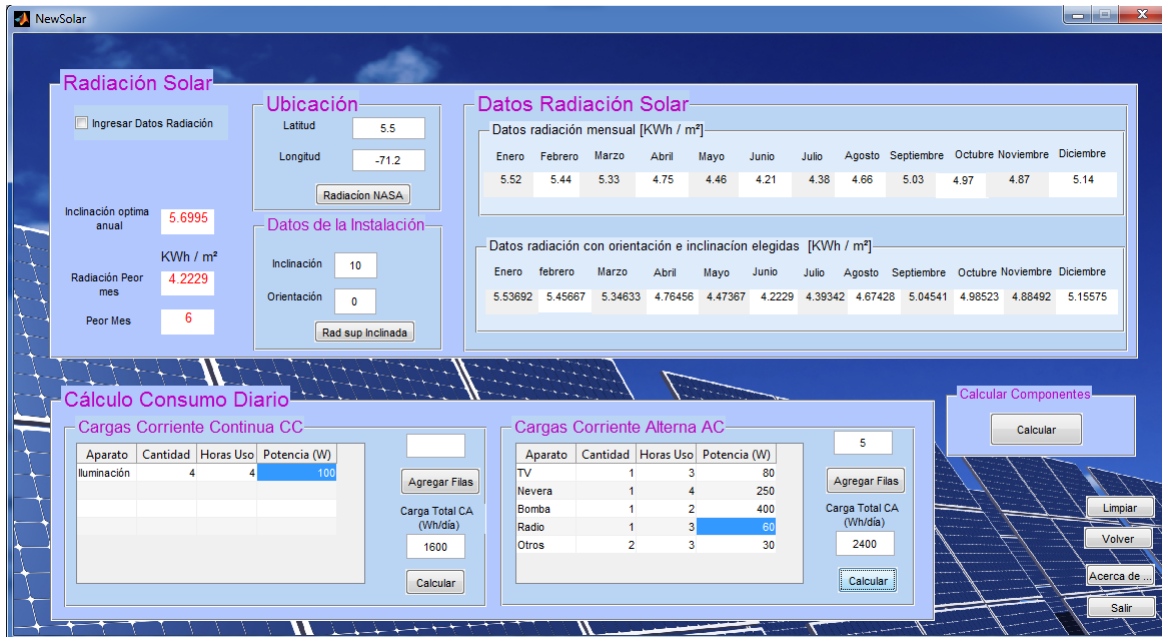 NewSolar
Radiación Solar
Ingresar Datos Radiación
Inclinación optima
anual
5.6995
KWh / m²
Radiación Peor
mes
4.2229
Peor Mes
6
Ubicación
Latitud
5.5
Longitud
-71.2
Radiacíon NASA
Datos de la Instalación
Inclinación
10
Orientación
0
Rad sup Inclinada
Datos Radiación Solar
Datos radiación mensual [KWh / m²]
Enero Febrero Marzo Abril Mayo Junio Julio Agosto Septiembre Octubre Noviembre Diciembre
5.52 5.44 5.33 4.75 4.46 4.21 4.38 4.66 5.03 4.97 4.87 5.14
Datos radiación con orientación e inclinacíon elegidas [KWh / m²]
Enero febrero Marzo Abril Mayo Junio Julio Agosto Septiembre Octubre Noviembre Diciembre
5.53692 5.45667 5.34633 4.76456 4.47367 4.2229 4.39342 4.67428 5.04541 4.98523 4.88492 5.15575
Cálculo Consumo Diario
Cargas Corriente Continua CC
Aparato Cantidad Horas Uso Potencia (W)
Iluminación 4 4 100
Agregar Filas
Carga Total CA
(Wh/día)
1600
Calcular
Cargas Corriente Alterna AC
Aparato Cantidad Horas Uso Potencia (W)
TV 1 3 80
Nevera 1 4 250
Bomba 1 2 400
Radio 1 3 60
Otros 2 3 30
5
Agregar Filas
Carga Total CA
(Wh/día)
2400
Calcular
Calcular Componentes
Calcular
Limpiar
Volver
Acerca de ...
Salir